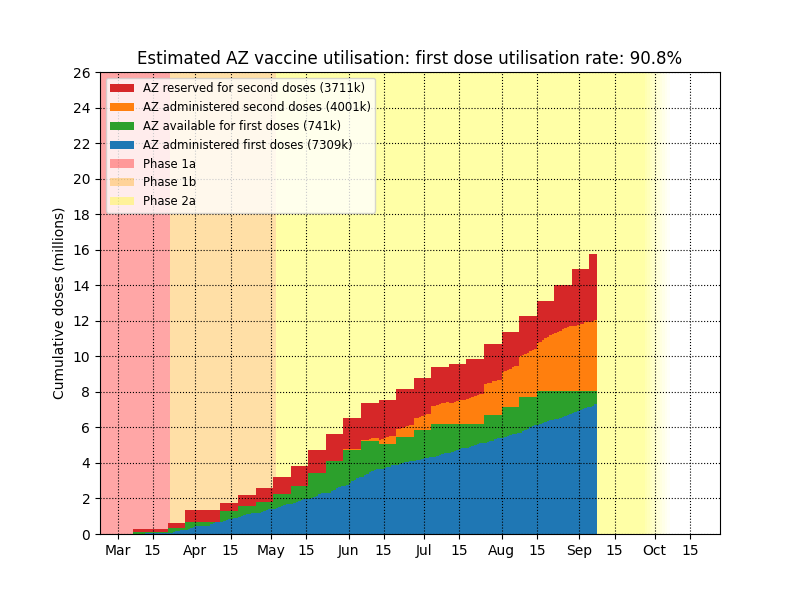 Estimated AZ vaccine utilisation: first dose utilisation rate: 90.8%
Cumulative doses (millions)
26
24
22
20
18
16
14
12
10
8
6
4
2
0
AZ reserved for second doses (3711k)
AZ administered second doses (4001k)
AZ available for first doses (741k)
AZ administered first doses (7309k)
Phase 1a
Phase 1b
Phase 2a
Mar 15 Apr 15 May 15 Jun 15 Jul 15 Aug 15 Sep 15 Oct 15